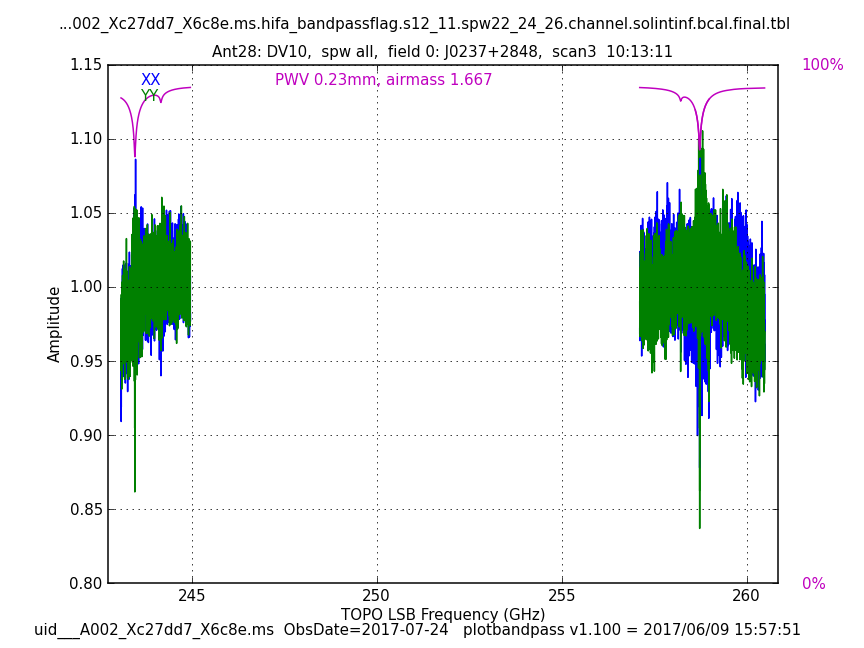 ...002_Xc27dd7_X6c8e.ms.hifa_bandpassflag.s12_11.spw22_24_26.channel.solintinf.bcal.final.tbl
Ant28: DV10,  spw all,  field 0: J0237+2848,  scan3  10:13:11
1.15
100%
XX
PWV 0.23mm, airmass 1.667
YY
1.10
1.05
1.00
Amplitude
0.95
0.90
0.85
0.80
0%
245 250 255 260
TOPO LSB Frequency (GHz)
uid___A002_Xc27dd7_X6c8e.ms  ObsDate=2017-07-24   plotbandpass v1.100 = 2017/06/09 15:57:51